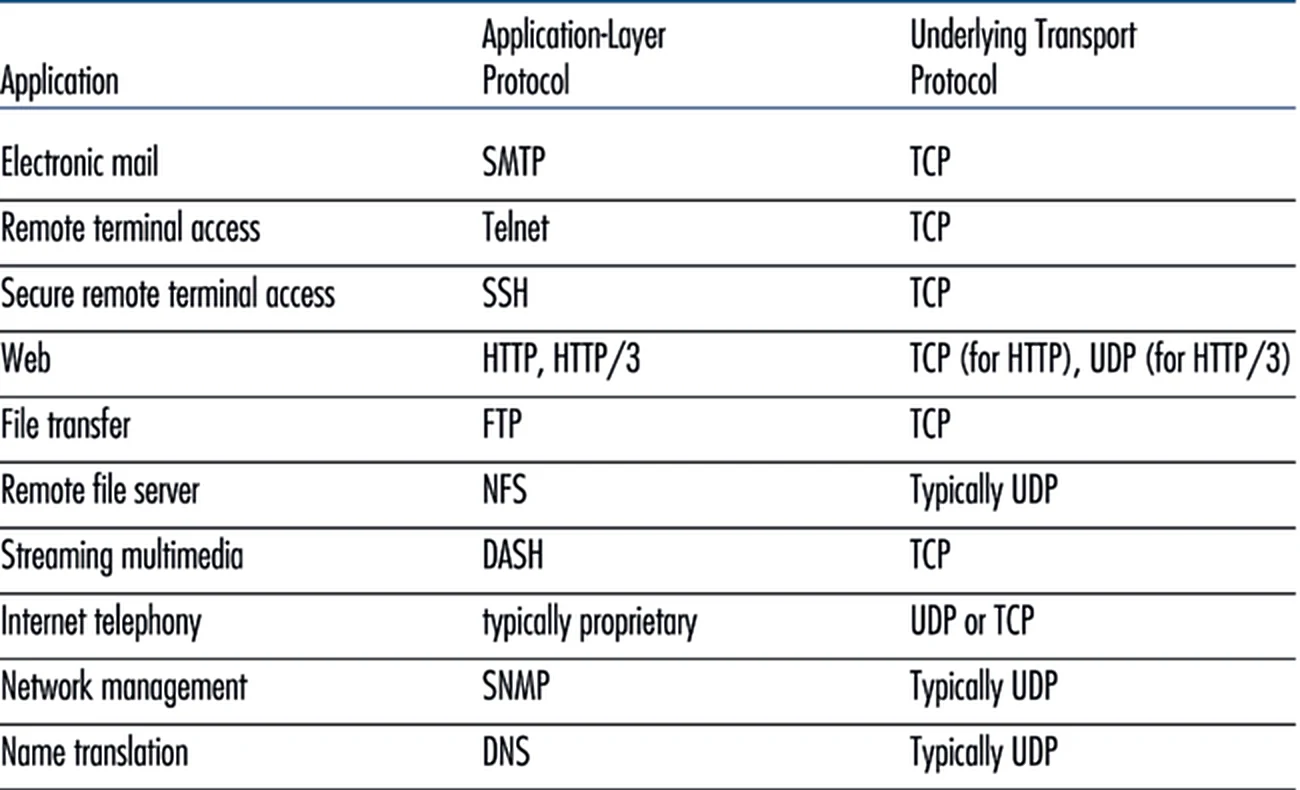 Application Application-Layer Protocol Underlying Transport Protocol
Electronic mail SMTP TCP
Remote terminal access Telnet TCP
Secure remote terminal access SSH TCP
Web HTTP, HTTP/3 TCP (for HTTP), UDP (for HTTP/3)
File transfer FTP TCP
Remote file server NFS Typically UDP
Streaming multimedia DASH TCP
Internet telephony typically proprietary UDP or TCP
Network management SNMP Typically UDP
Name translation DNS Typically UDP